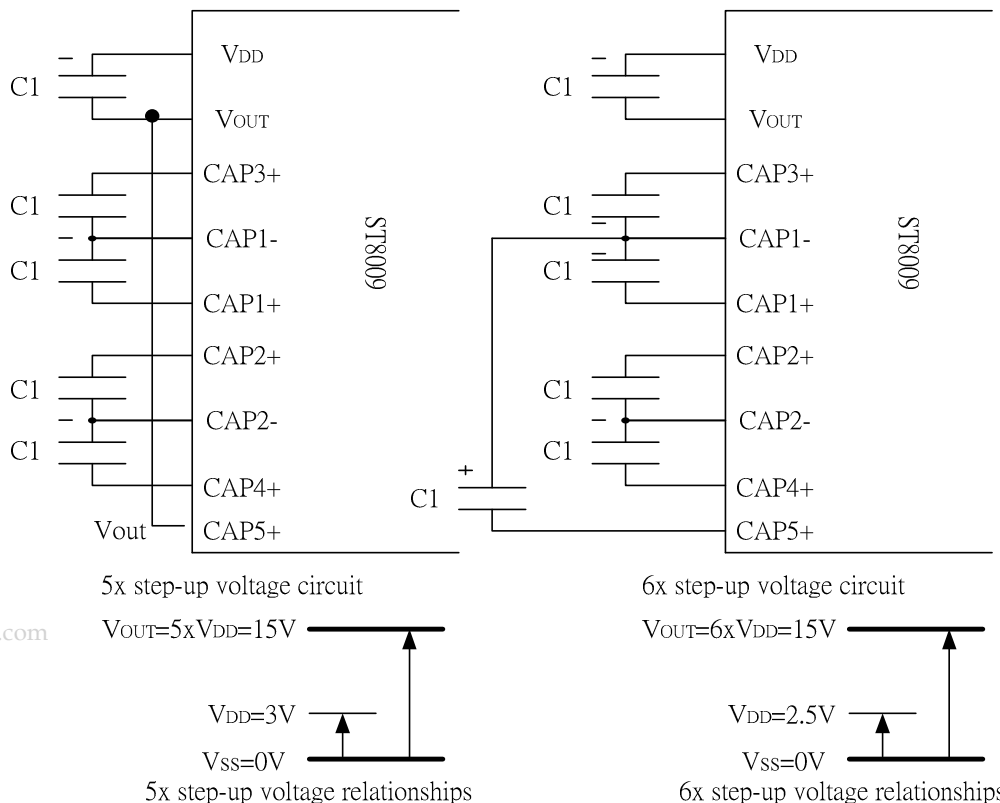 VDD
C1
VOUT
CAP3+
C1
CAP1-
C1
CAP1+
CAP2+
C1
CAP2-
C1
CAP4+
Vout
CAP5+
ST8009
5x step-up voltage circuit
VOUT=5xVDD=15V
VDD=3V
VSS=0V
5x step-up voltage relationships
VDD
C1
VOUT
CAP3+
C1
CAP1-
C1
CAP1+
CAP2+
C1
CAP2-
C1
CAP4+
+
C1
CAP5+
ST8009
6x step-up voltage circuit
VOUT=6xVDD=15V
VDD=2.5V
VSS=0V
6x step-up voltage relationships
.com